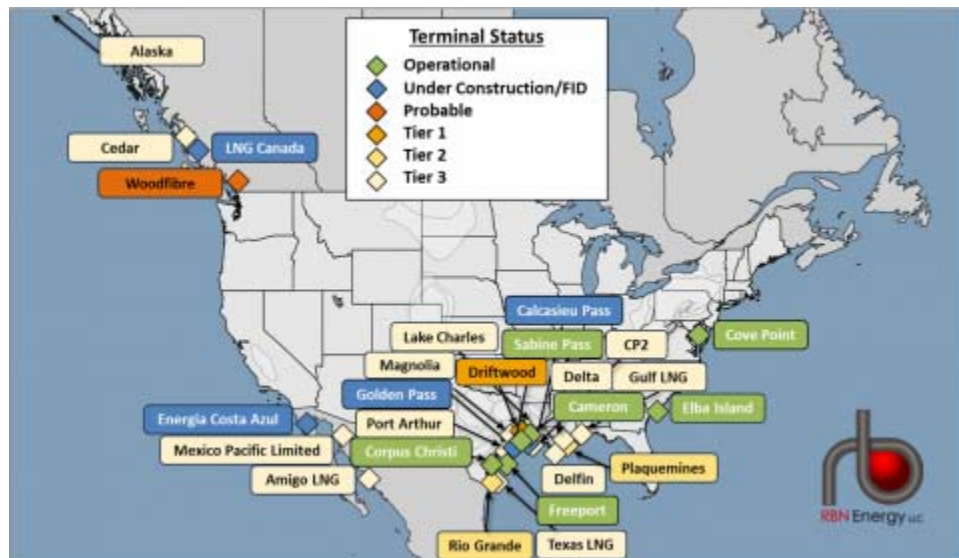 Alaska
Terminal Status
Operational
Under Construction/FID
Probable
Tier 1
Tier 2
Tier 3
Cedar
LNG Canada
Woodfibre
Calcasieu Pass
Lake Charles
Sabine Pass
CP2
Cove Point
Magnolia
Driftwood
Delta
Gulf LNG
Golden Pass
Cameron
Elba Island
Energia Costa Azul
Port Arthur
Mexico Pacific Limited
Corpus Christi
Plaquemines
Amigo LNG
Delfin
Freeport
Rio Grande
Texas LNG
RBN Energy LLC